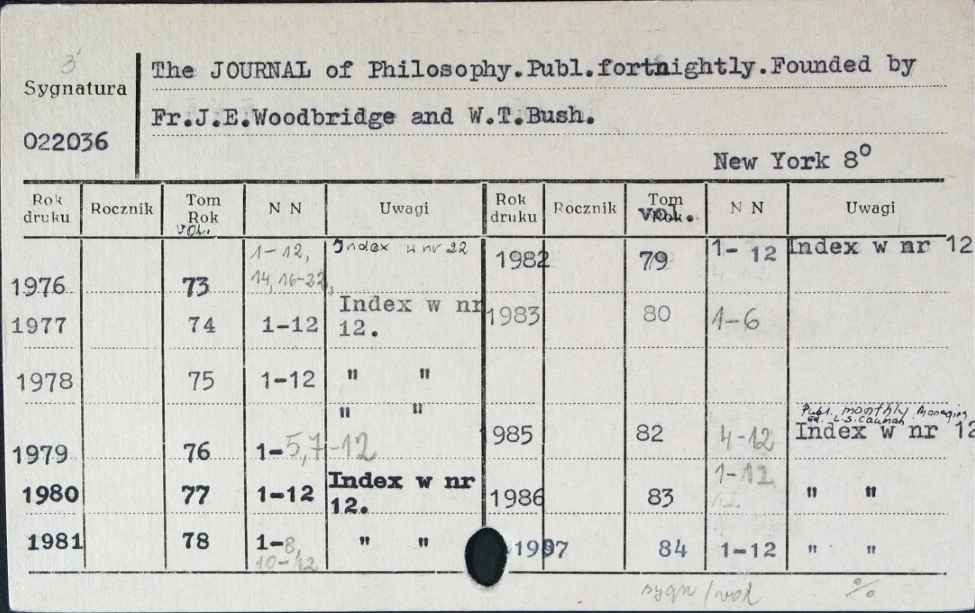 3
Sygnatura
022036
The JOURNAL of Philosophy.Publ.fortnightly.Founded by
Fr.J.E.Woodbridge and W.T.Bush.
New York 8°
Rok druku Rocznik Tom Rok vol. N N Uwagi Rok druku Rocznik Tom Rok vol. N N Uwagi
1976 73 1-12, 14, 16-22, Index w nr 22 1982 79 1- 12 Index w nr 12
1977 74 1-12 Index w nr 12. 1983 80 1-6
1978 75 1-12 " "
1979 76 1-5,7-12 " " 985 82 4-12 Publ. monthly Managing ed. L.S.Cauman Index w nr 12
1980 77 1-12 Index w nr 12. 1986 83 1-12 " "
1981 78 1-8, 10-12 " " 1997 84 1-12 " "
sygn/vol %